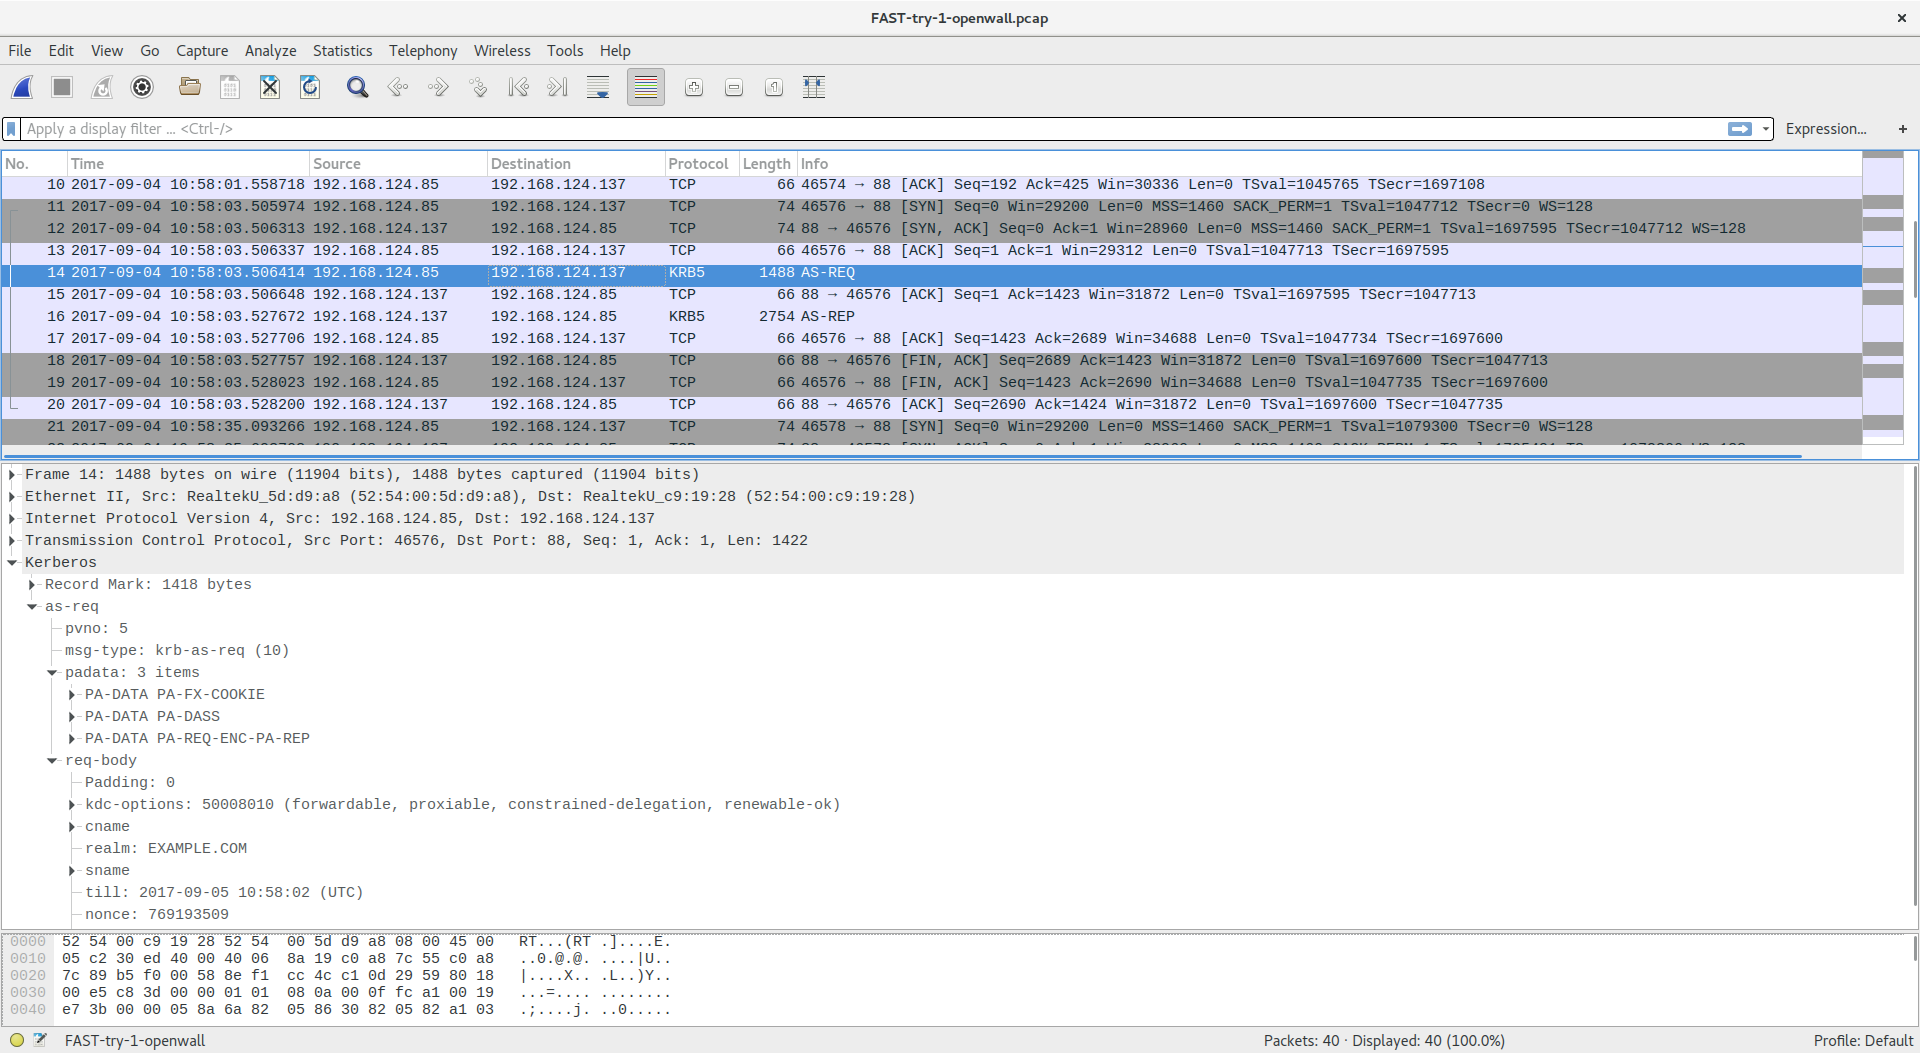 FAST-try-1-openwall.pcap
File Edit View Go Capture Analyze Statistics Telephony Wireless Tools Help
Apply a display filter ... <Ctrl-/> Expression... +
No. Time Source Destination Protocol Length Info
10 2017-09-04 10:58:01.558718 192.168.124.85 192.168.124.137 TCP 66 46574 → 88 [ACK] Seq=192 Ack=425 Win=30336 Len=0 TSval=1045765 TSecr=1697108
11 2017-09-04 10:58:03.505974 192.168.124.85 192.168.124.137 TCP 74 46576 → 88 [SYN] Seq=0 Win=29200 Len=0 MSS=1460 SACK_PERM=1 TSval=1047712 TSecr=0 WS=128
12 2017-09-04 10:58:03.506313 192.168.124.137 192.168.124.85 TCP 74 88 → 46576 [SYN, ACK] Seq=0 Ack=1 Win=28960 Len=0 MSS=1460 SACK_PERM=1 TSval=1697595 TSecr=1047712 WS=128
13 2017-09-04 10:58:03.506337 192.168.124.85 192.168.124.137 TCP 66 46576 → 88 [ACK] Seq=1 Ack=1 Win=29312 Len=0 TSval=1047713 TSecr=1697595
14 2017-09-04 10:58:03.506414 192.168.124.85 192.168.124.137 KRB5 1488 AS-REQ
15 2017-09-04 10:58:03.506648 192.168.124.137 192.168.124.85 TCP 66 88 → 46576 [ACK] Seq=1 Ack=1423 Win=31872 Len=0 TSval=1697595 TSecr=1047713
16 2017-09-04 10:58:03.527672 192.168.124.137 192.168.124.85 KRB5 2754 AS-REP
17 2017-09-04 10:58:03.527706 192.168.124.85 192.168.124.137 TCP 66 46576 → 88 [ACK] Seq=1423 Ack=2689 Win=34688 Len=0 TSval=1047734 TSecr=1697600
18 2017-09-04 10:58:03.527757 192.168.124.137 192.168.124.85 TCP 66 88 → 46576 [FIN, ACK] Seq=2689 Ack=1423 Win=31872 Len=0 TSval=1697600 TSecr=1047713
19 2017-09-04 10:58:03.528023 192.168.124.85 192.168.124.137 TCP 66 46576 → 88 [FIN, ACK] Seq=1423 Ack=2690 Win=34688 Len=0 TSval=1047735 TSecr=1697600
20 2017-09-04 10:58:03.528200 192.168.124.137 192.168.124.85 TCP 66 88 → 46576 [ACK] Seq=2690 Ack=1424 Win=31872 Len=0 TSval=1697600 TSecr=1047735
21 2017-09-04 10:58:35.093266 192.168.124.85 192.168.124.137 TCP 74 46578 → 88 [SYN] Seq=0 Win=29200 Len=0 MSS=1460 SACK_PERM=1 TSval=1079300 TSecr=0 WS=128
Frame 14: 1488 bytes on wire (11904 bits), 1488 bytes captured (11904 bits)
Ethernet II, Src: RealtekU_5d:d9:a8 (52:54:00:5d:d9:a8), Dst: RealtekU_c9:19:28 (52:54:00:c9:19:28)
Internet Protocol Version 4, Src: 192.168.124.85, Dst: 192.168.124.137
Transmission Control Protocol, Src Port: 46576, Dst Port: 88, Seq: 1, Ack: 1, Len: 1422
Kerberos
Record Mark: 1418 bytes
as-req
pvno: 5
msg-type: krb-as-req (10)
padata: 3 items
PA-DATA PA-FX-COOKIE
PA-DATA PA-DASS
PA-DATA PA-REQ-ENC-PA-REP
req-body
Padding: 0
kdc-options: 50008010 (forwardable, proxiable, constrained-delegation, renewable-ok)
cname
realm: EXAMPLE.COM
sname
till: 2017-09-05 10:58:02 (UTC)
nonce: 769193509
0000 52 54 00 c9 19 28 52 54 00 5d d9 a8 08 00 45 00 RT...(RT .]....E.
0010 05 c2 30 ed 40 00 40 06 8a 19 c0 a8 7c 55 c0 a8 ..0.@.@. ....|U..
0020 7c 89 b5 f0 00 58 8e f1 cc 4c c1 0d 29 59 80 18 |....X.. .L..)Y..
0030 00 e5 c8 3d 00 00 01 01 08 0a 00 0f fc a1 00 19 ...=.... ........
0040 e7 3b 00 00 05 8a 6a 82 05 86 30 82 05 82 a1 03 .;....j. ..0.....
FAST-try-1-openwall Packets: 40 · Displayed: 40 (100.0%) Profile: Default